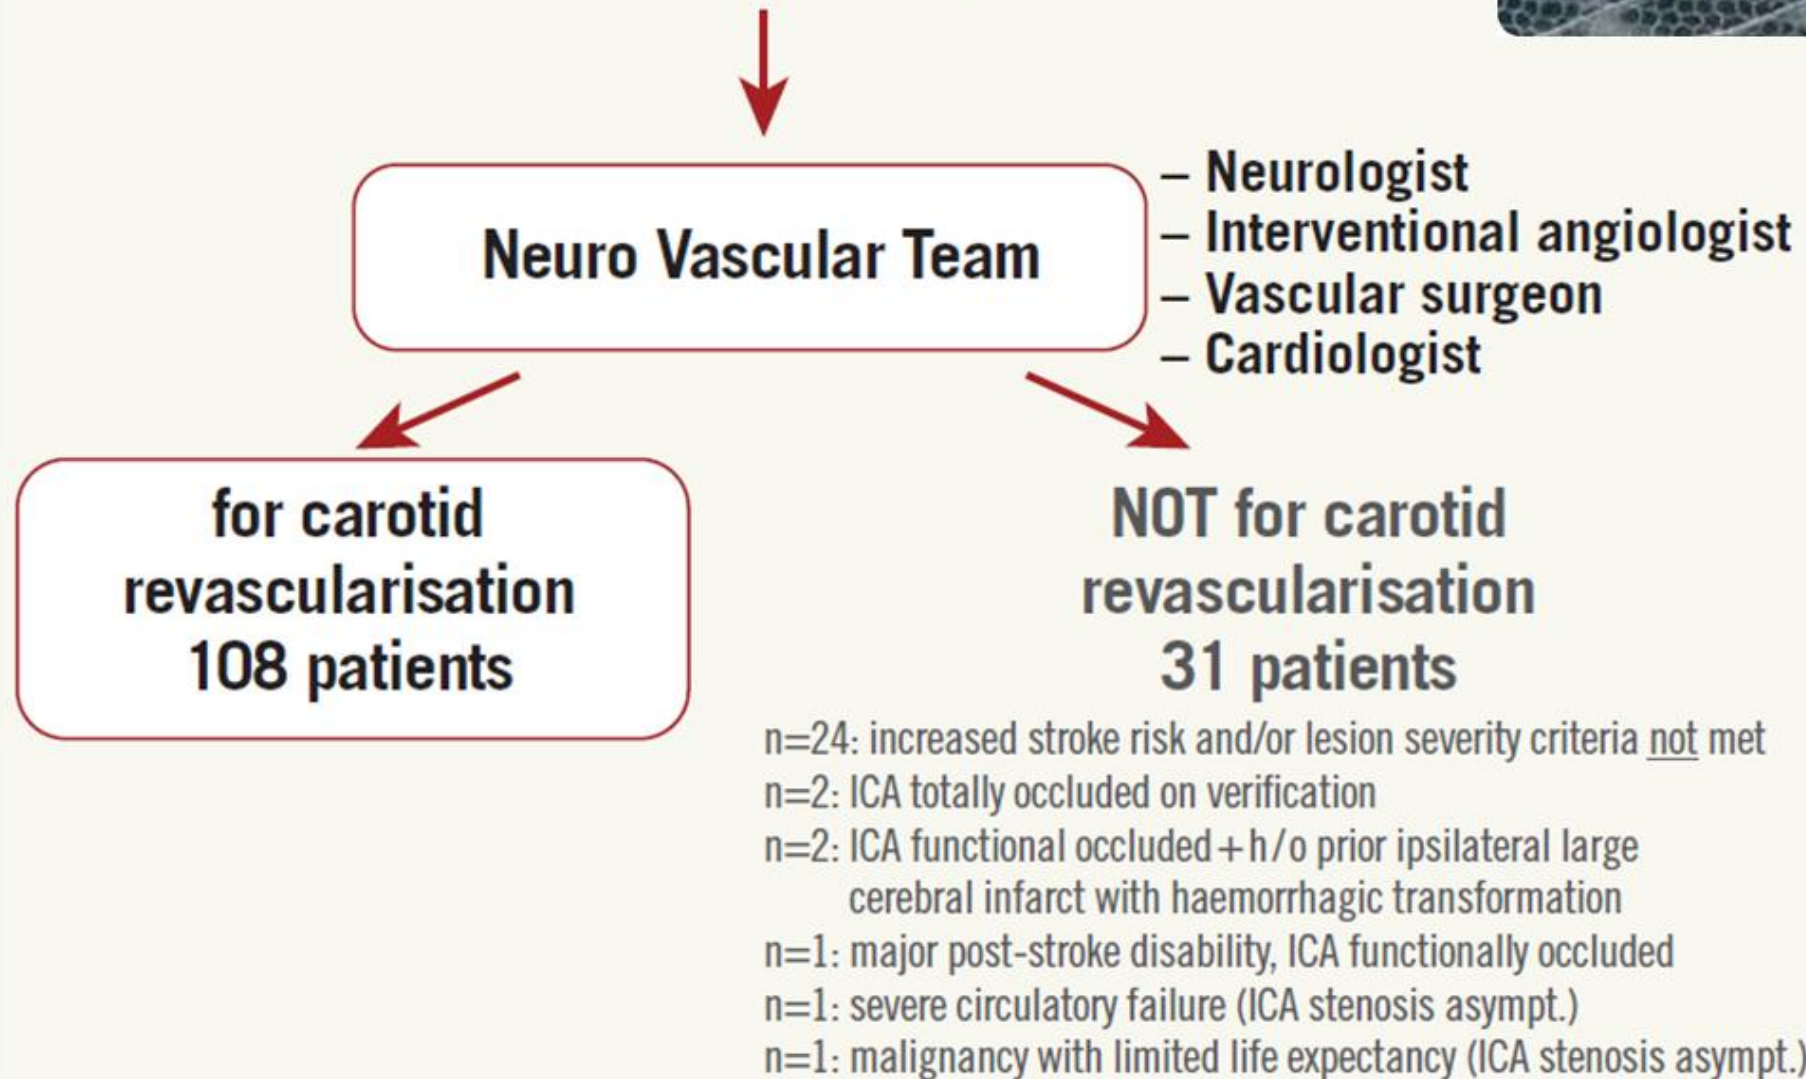 Neuro Vascular Team
– Neurologist
– Interventional angiologist
– Vascular surgeon
– Cardiologist
for carotid
revascularisation
108 patients
NOT for carotid
revascularisation
31 patients
n=24: increased stroke risk and/or lesion severity criteria not met
n=2: ICA totally occluded on verification
n=2: ICA functional occluded+h/o prior ipsilateral large
cerebral infarct with haemorrhagic transformation
n=1: major post-stroke disability, ICA functionally occluded
n=1: severe circulatory failure (ICA stenosis asympt.)
n=1: malignancy with limited life expectancy (ICA stenosis asympt.)